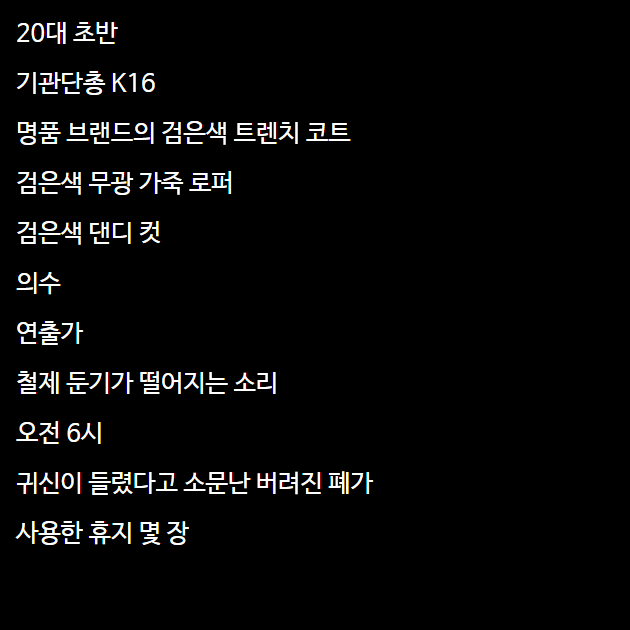 20대 초반
기관단총 K16
명품 브랜드의 검은색 트렌치 코트
검은색 무광 가죽 로퍼
검은색 댄디 컷
의수
연출가
철제 둔기가 떨어지는 소리
오전 6시
귀신이 들렸다고 소문난 버려진 폐가
사용한 휴지 몇 장